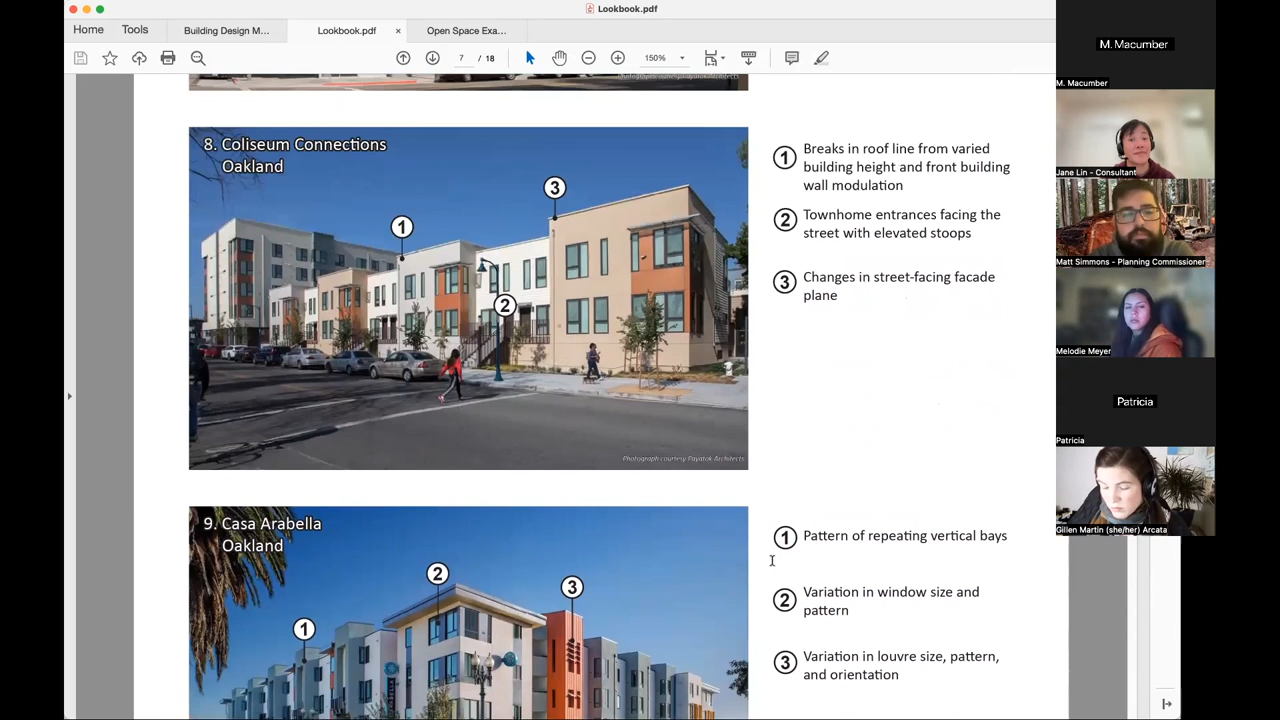 Lookbook.pdf
Home
Tools
Building Design M...
Lookbook.pdf
×
Open Space Exa...
7 / 18
150%
8. Coliseum Connections
Oakland
1
2
3
Photograph courtesy Payatok Architects
1 Breaks in roof line from varied
building height and front building
wall modulation
2 Townhome entrances facing the
street with elevated stoops
3 Changes in street-facing facade
plane
9. Casa Arabella
Oakland
1
2
3
1 Pattern of repeating vertical bays
2 Variation in window size and
pattern
3 Variation in louvre size, pattern,
and orientation
M. Macumber
M. Macumber
Jane Lin - Consultant
Matt Simmons - Planning Commissioner
Melodie Meyer
Patricia
Patricia
Gillen Martin (she/her) Arcata